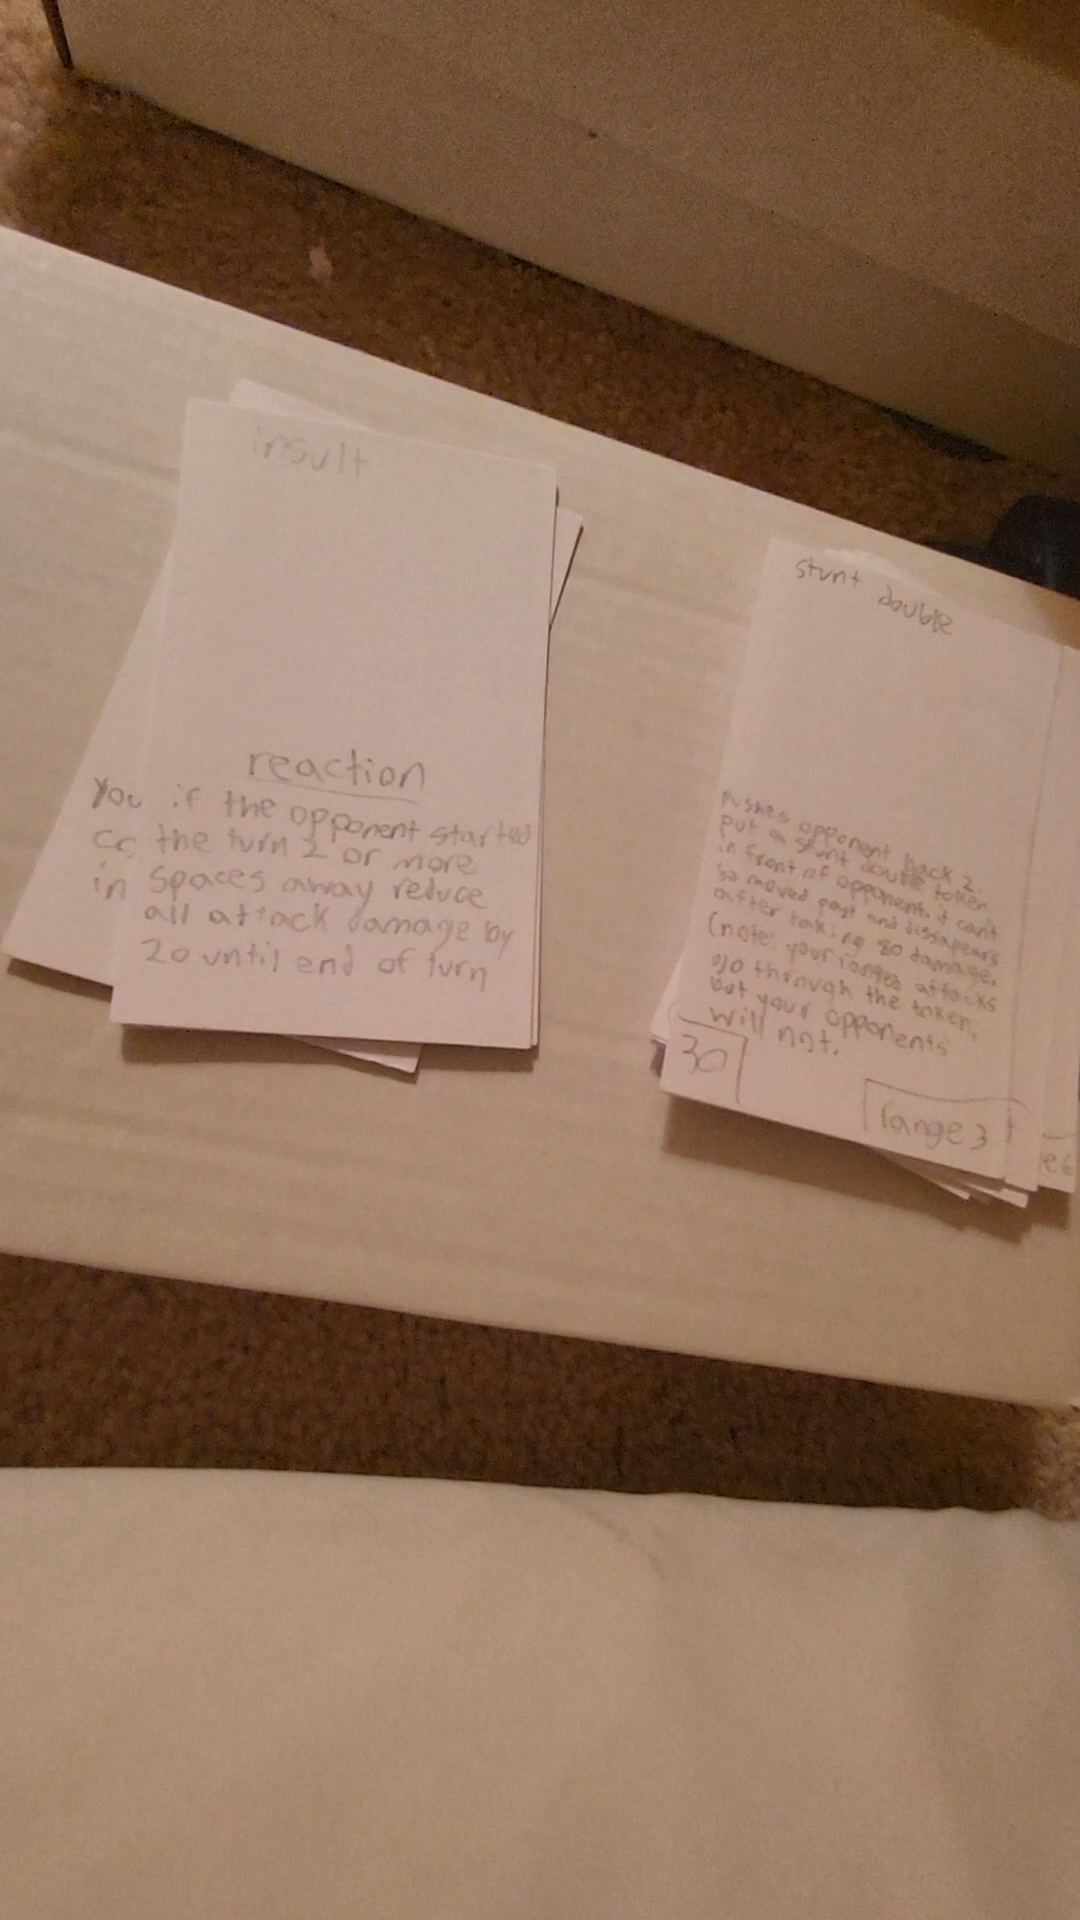 insult
reaction
You
if the opponent started
the turn 2 or more
in
spaces away reduce
all attack damage by
20 until end of turn
stunt double
pushes opponent back 2.
put a stunt double token
in front of opponent. it can't
be moved past and dissapears
after taking 80 damage.
(note: your ranged attacks
go through the token,
but your opponents
will not.
30
range 3
e6